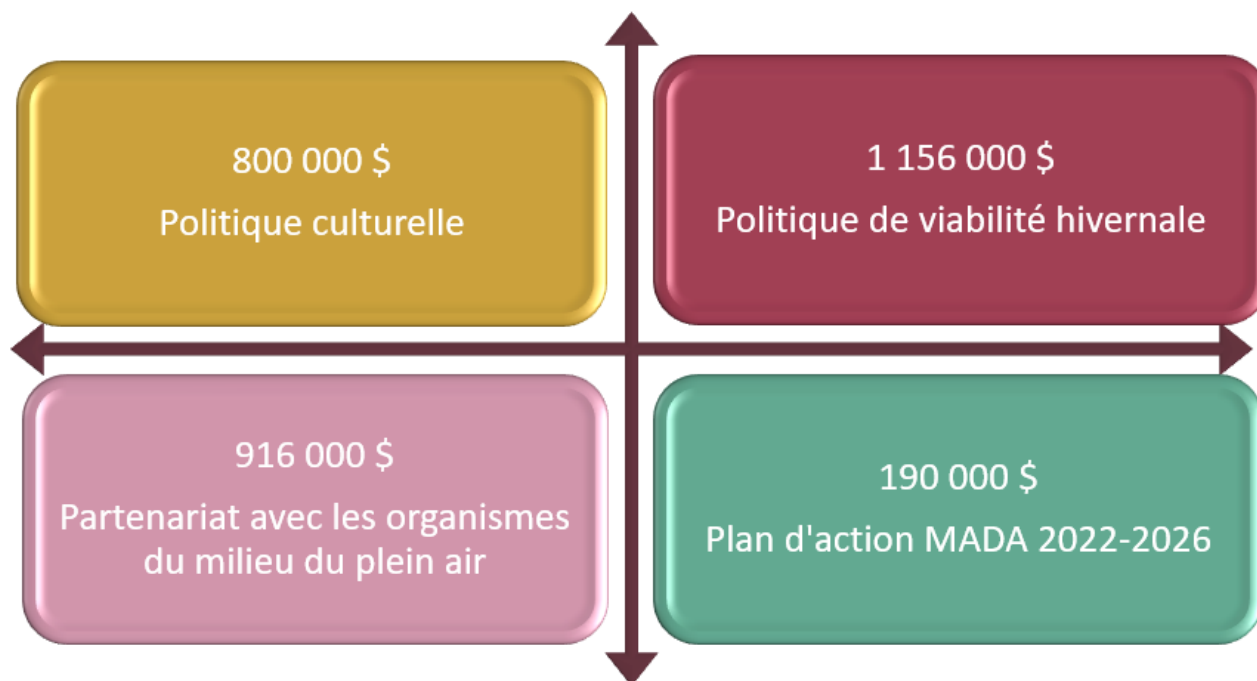 800 000 $
Politique culturelle
1 156 000 $
Politique de viabilité hivernale
916 000 $
Partenariat avec les organismes
du milieu du plein air
190 000 $
Plan d'action MADA 2022-2026